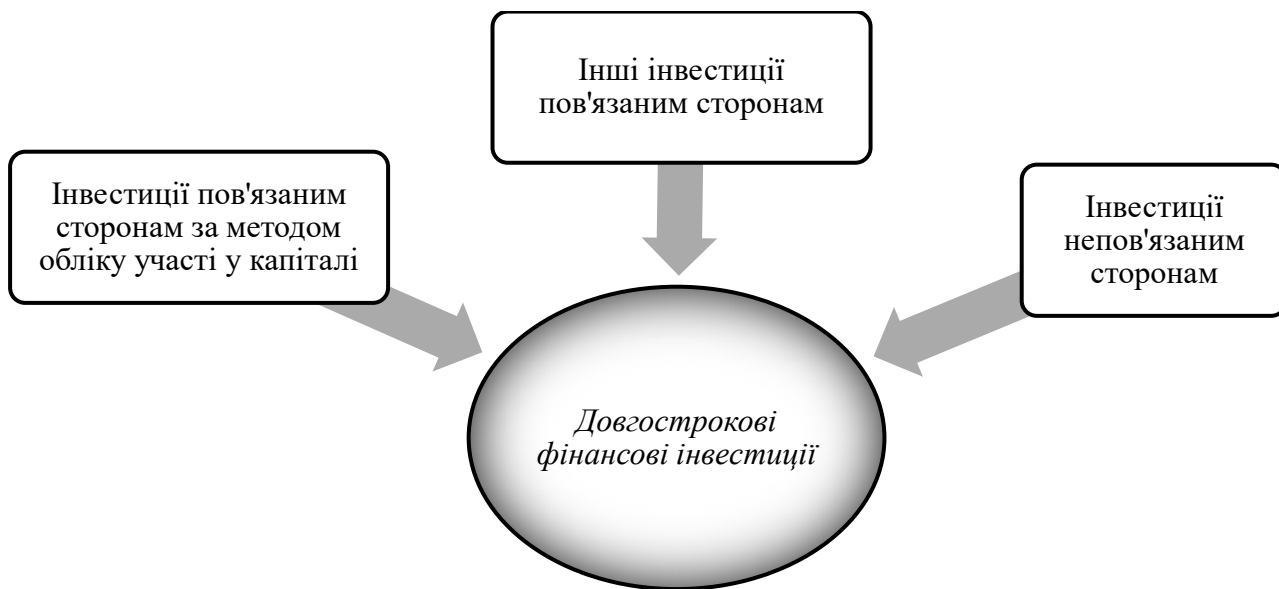 Інші інвестиції
пов'язаним сторонам
Інвестиції пов'язаним
сторонам за методом
обліку участі у капіталі
Інвестиції
непов'язаним
сторонам
Довгострокові
фінансові інвестиції